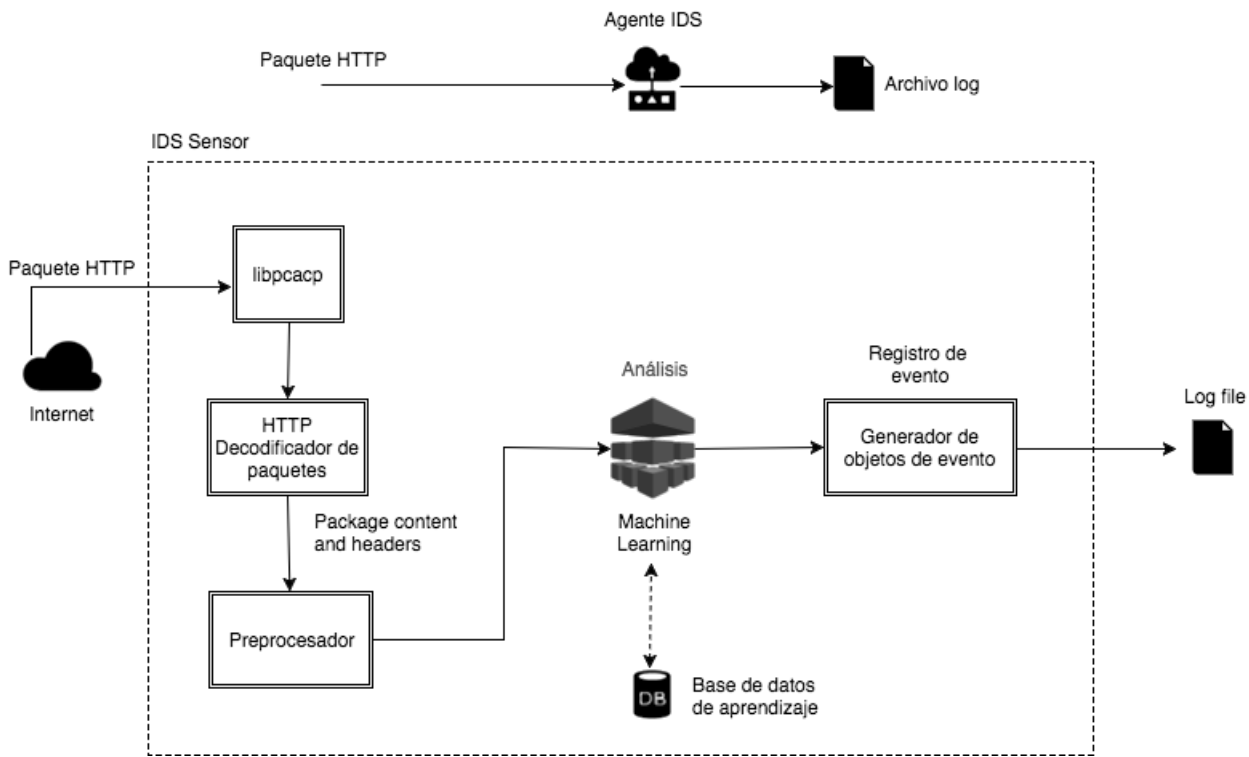 Agente IDS
Paquete HTTP
Archivo log
IDS Sensor
Paquete HTTP
libpcacp
Internet
HTTP
Decodificador de
paquetes
Package content
and headers
Preprocesador
Análisis
Machine
Learning
DB
Base de datos
de aprendizaje
Registro de
evento
Generador de
objetos de evento
Log file